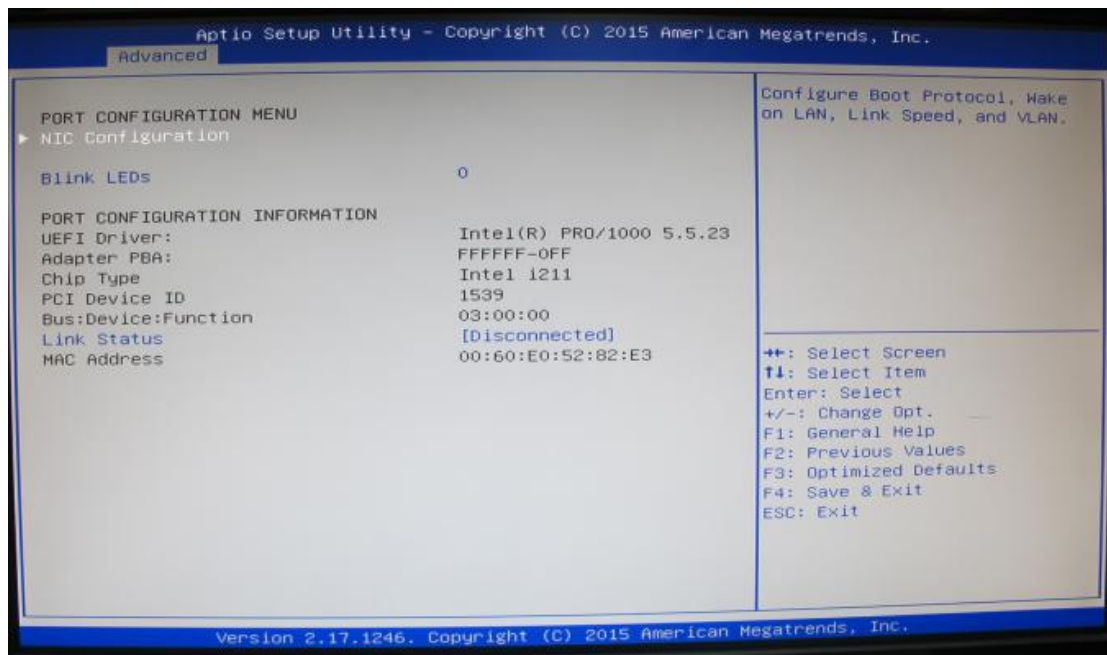 Aptio Setup Utility – Copyright (C) 2015 American Megatrends, Inc.
Advanced
PORT CONFIGURATION MENU
► NIC Configuration
Blink LEDs 0
PORT CONFIGURATION INFORMATION
UEFI Driver: Intel(R) PRO/1000 5.5.23
Adapter PBA: FFFFFF-0FF
Chip Type Intel i211
PCI Device ID 1539
Bus:Device:Function 03:00:00
Link Status [Disconnected]
MAC Address 00:60:E0:52:82:E3
Configure Boot Protocol, Wake
on LAN, Link Speed, and VLAN.
→←: Select Screen
↑↓: Select Item
Enter: Select
+/-: Change Opt.
F1: General Help
F2: Previous Values
F3: Optimized Defaults
F4: Save & Exit
ESC: Exit
Version 2.17.1246. Copyright (C) 2015 American Megatrends, Inc.